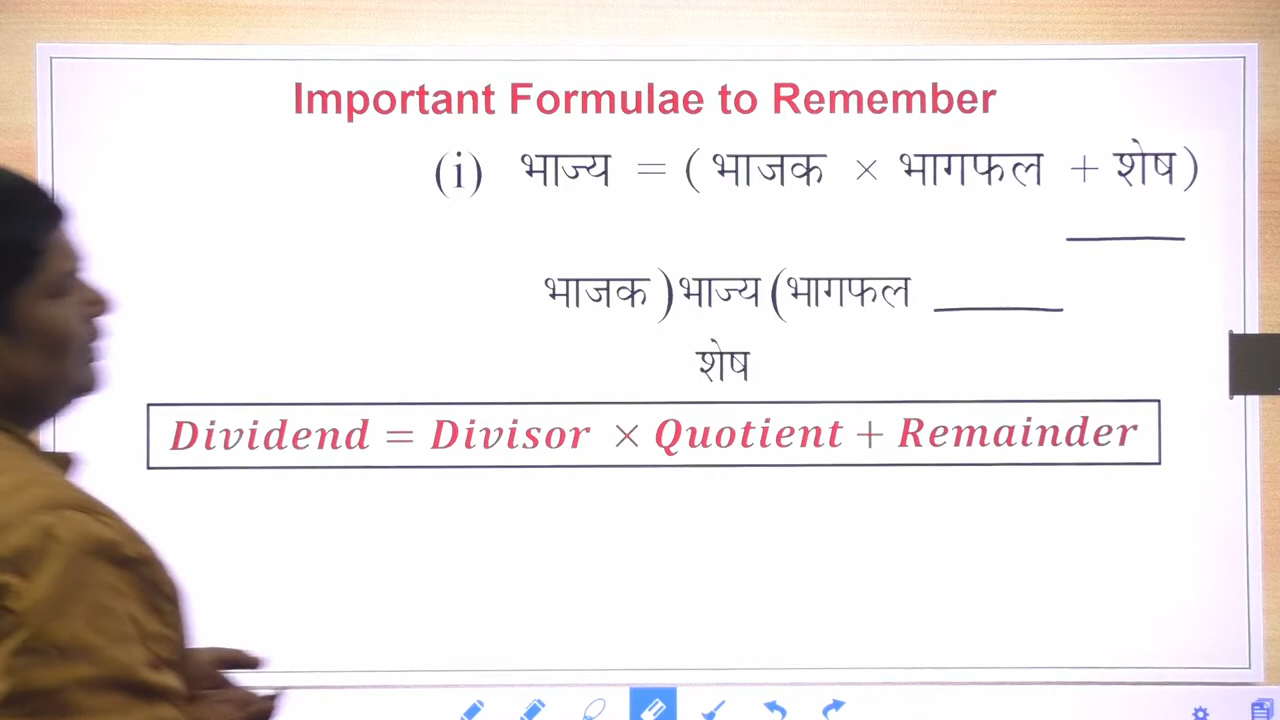 Important Formulae to Remember
(i) भाज्य = ( भाजक × भागफल + शेष)
भाजक ) भाज्य ( भागफल
शेष
Dividend = Divisor × Quotient + Remainder